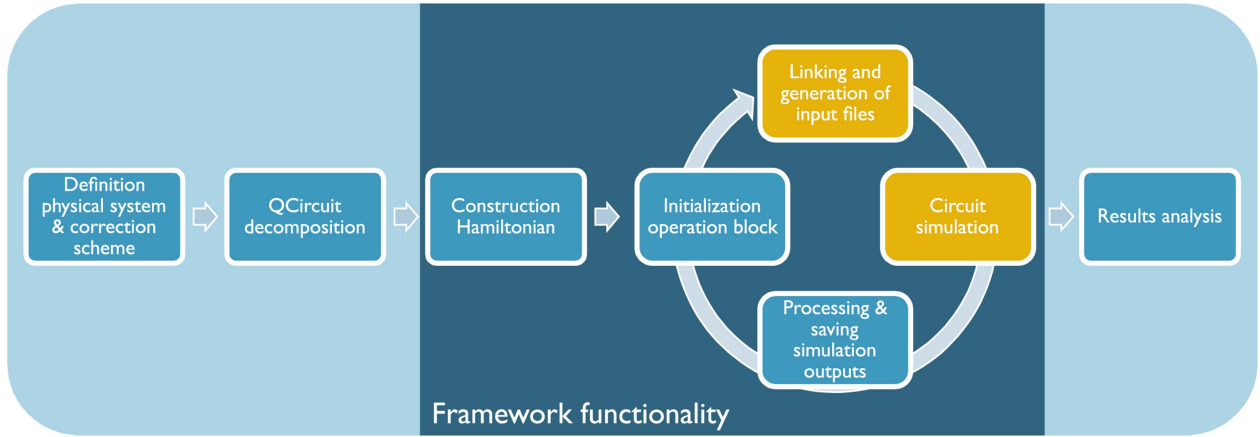 Definition
physical system
& correction
scheme
QCircuit
decomposition
Construction
Hamiltonian
Initialization
operation block
Linking and
generation of
input files
Circuit
simulation
Processing &
saving
simulation
outputs
Results analysis
Framework functionality